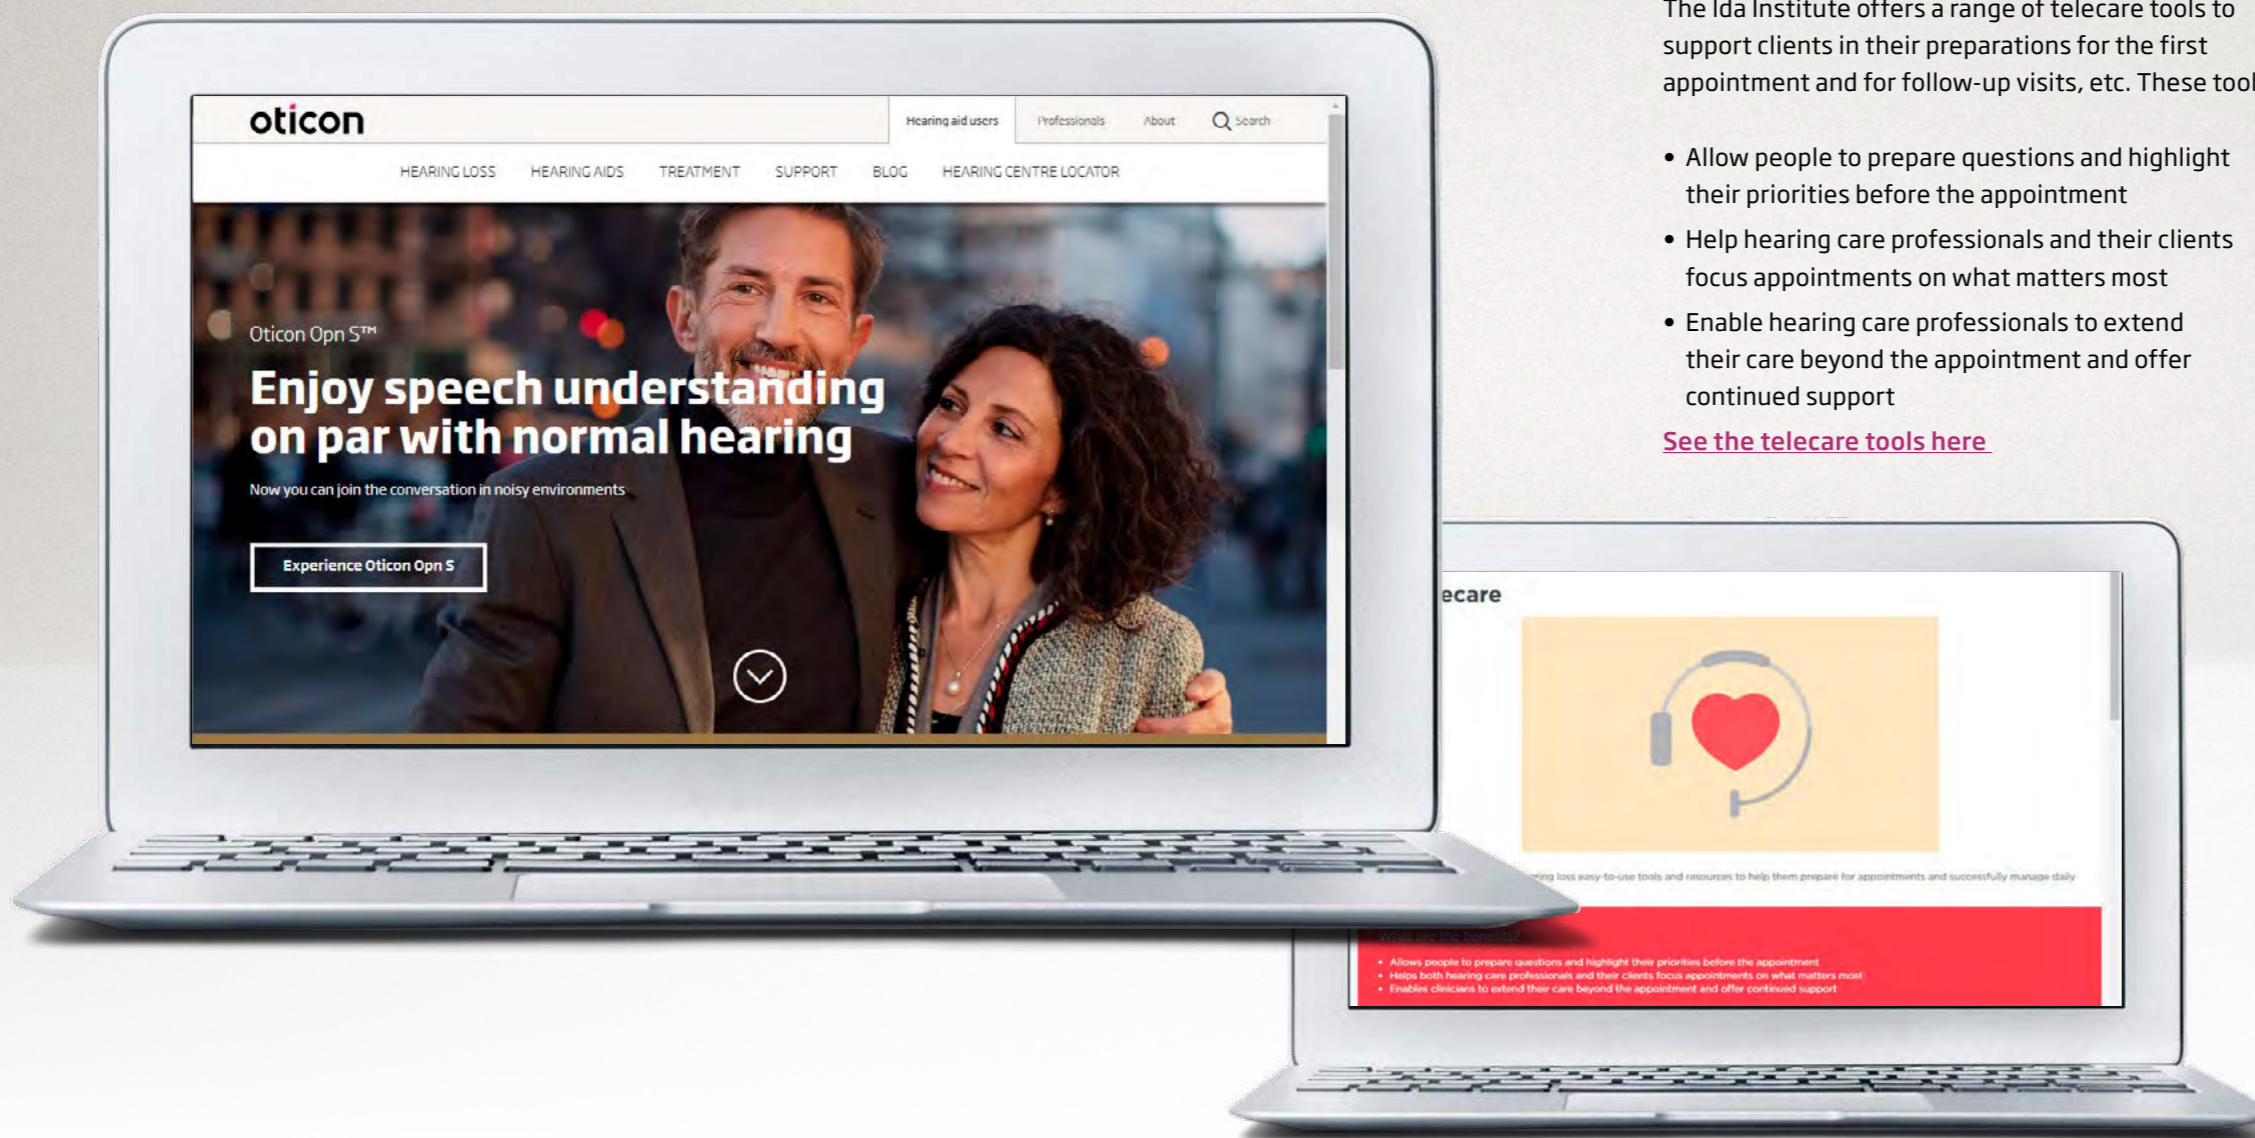 The Ida Institute offers a range of telecare tools to
support clients in their preparations for the first
appointment and for follow-up visits, etc. These tool
• Allow people to prepare questions and highlight
their priorities before the appointment
• Help hearing care professionals and their clients
focus appointments on what matters most
• Enable hearing care professionals to extend
their care beyond the appointment and offer
continued support
See the telecare tools here
oticon
Hearing aid users Professionals About Search
HEARING LOSS HEARING AIDS TREATMENT SUPPORT BLOG HEARING CENTRE LOCATOR
Oticon Opn S™
Enjoy speech understanding
on par with normal hearing
Now you can join the conversation in noisy environments
Experience Oticon Opn S
ecare
ring loss easy-to-use tools and resources to help them prepare for appointments and successfully manage daily
What are the benefits?
• Allows people to prepare questions and highlight their priorities before the appointment
• Helps both hearing care professionals and their clients focus appointments on what matters most
• Enables clinicians to extend their care beyond the appointment and offer continued support